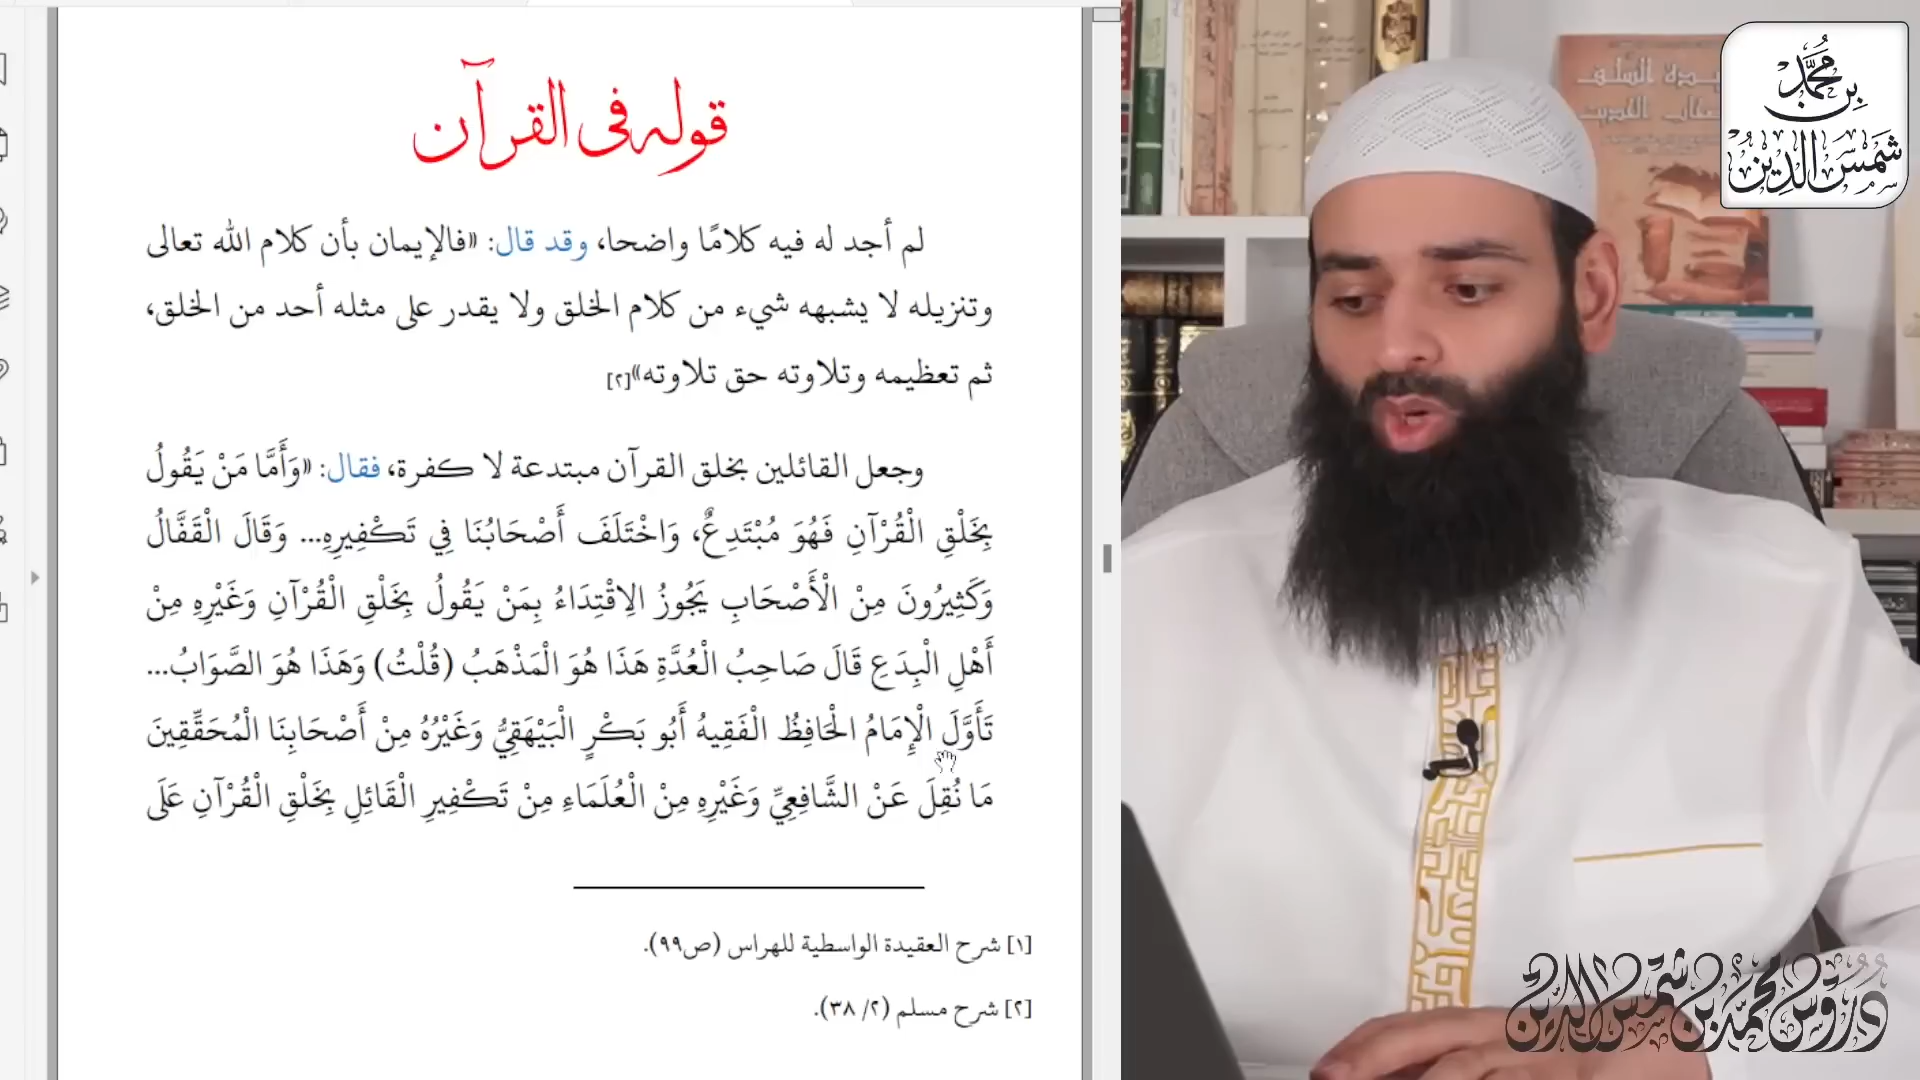 قوله في القرآن
لم أجد له فيه كلامًا واضحا، وقد قال: «فالإيمان بأن كلام الله تعالى
وتنزيله لا يشبهه شيء من كلام الخلق ولا يقدر على مثله أحد من الخلق،
ثم تعظيمه وتلاوته حق تلاوته»[٢]
وجعل القائلين بخلق القرآن مبتدعة لا كفرة، فقال: «وَأَمَّا مَنْ يَقُولُ
بِخَلْقِ الْقُرْآنِ فَهُوَ مُبْتَدِعٌ، وَاخْتَلَفَ أَصْحَابُنَا فِي تَكْفِيرِهِ... وَقَالَ الْقَفَّالُ
وَكَثِيرُونَ مِنْ الْأَصْحَابِ يَجُوزُ الِاقْتِدَاءُ بِمَنْ يَقُولُ بِخَلْقِ الْقُرْآنِ وَغَيْرِهِ مِنْ
أَهْلِ الْبِدَعِ قَالَ صَاحِبُ الْعُدَّةِ هَذَا هُوَ الْمَذْهَبُ (قُلْتُ) وَهَذَا هُوَ الصَّوَابُ...
تَأَوَّلَ الْإِمَامُ الْحَافِظُ الْفَقِيهُ أَبُو بَكْرٍ الْبَيْهَقِيُّ وَغَيْرُهُ مِنْ أَصْحَابِنَا الْمُحَقِّقِينَ
مَا نُقِلَ عَنْ الشَّافِعِيِّ وَغَيْرِهِ مِنْ الْعُلَمَاءِ مِنْ تَكْفِيرِ الْقَائِلِ بِخَلْقِ الْقُرْآنِ عَلَى
[١] شرح العقيدة الواسطية للهراس (ص٩٩).
[٢] شرح مسلم (٢/ ٣٨).
مُحَمَّدُ
بِنُ
شَمْسِ الدِّينِ
دروس محمد بن شمس الدين